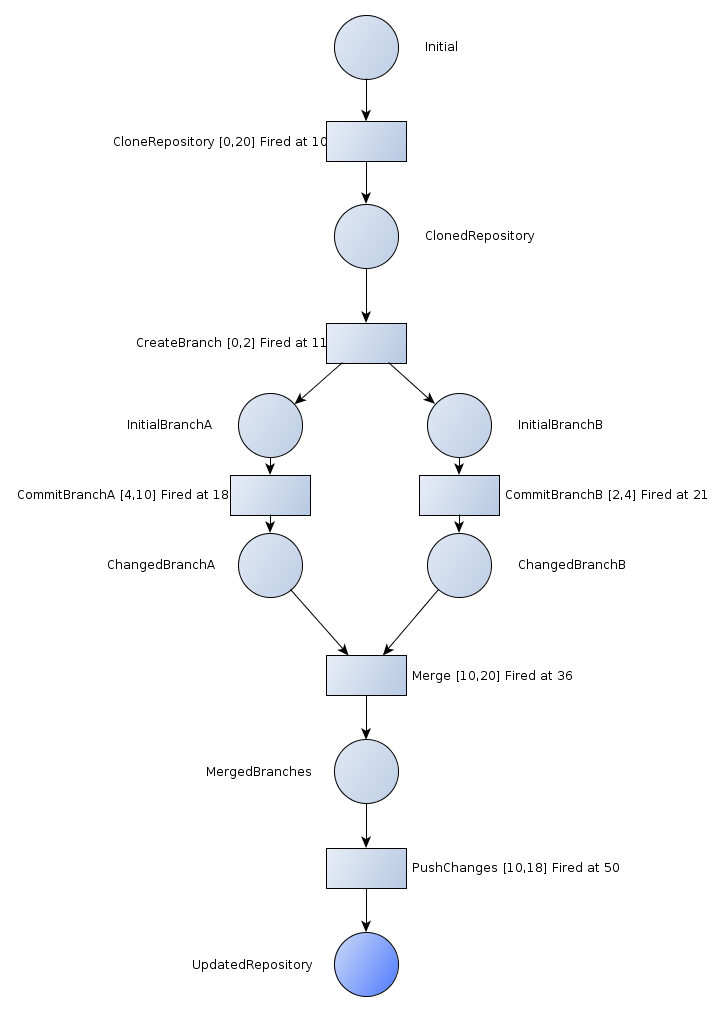 Initial
CloneRepository [0,20] Fired at 10
ClonedRepository
CreateBranch [0,2] Fired at 11
InitialBranchA
InitialBranchB
CommitBranchA [4,10] Fired at 18
CommitBranchB [2,4] Fired at 21
ChangedBranchA
ChangedBranchB
Merge [10,20] Fired at 36
MergedBranches
PushChanges [10,18] Fired at 50
UpdatedRepository